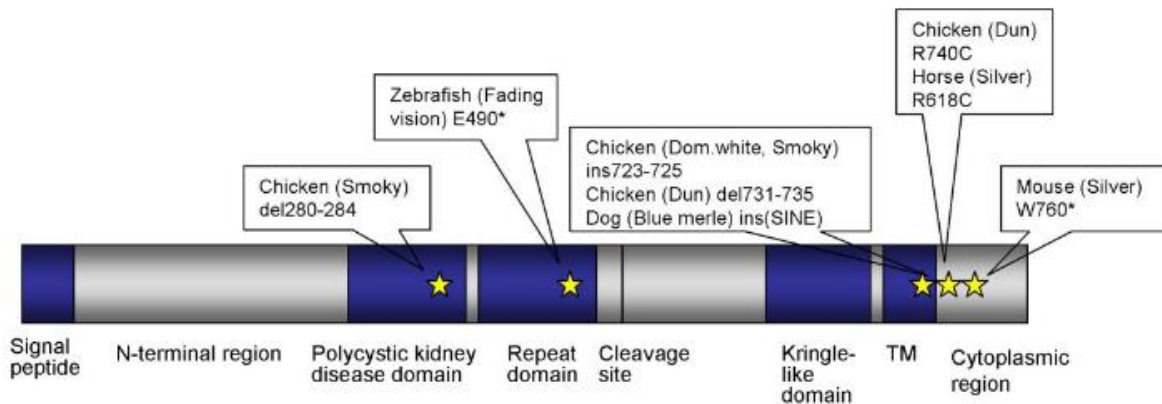 Chicken (Dun)
R740C
Horse (Silver)
R618C
Zebrafish (Fading
vision) E490*
Chicken (Dom.white, Smoky)
ins723-725
Chicken (Dun) del731-735
Dog (Blue merle) ins(SINE)
Chicken (Smoky)
del280-284
Mouse (Silver)
W760*
Signal
peptide
N-terminal region
Polycystic kidney
disease domain
Repeat
domain
Cleavage
site
Kringle-
like
domain
TM
Cytoplasmic
region